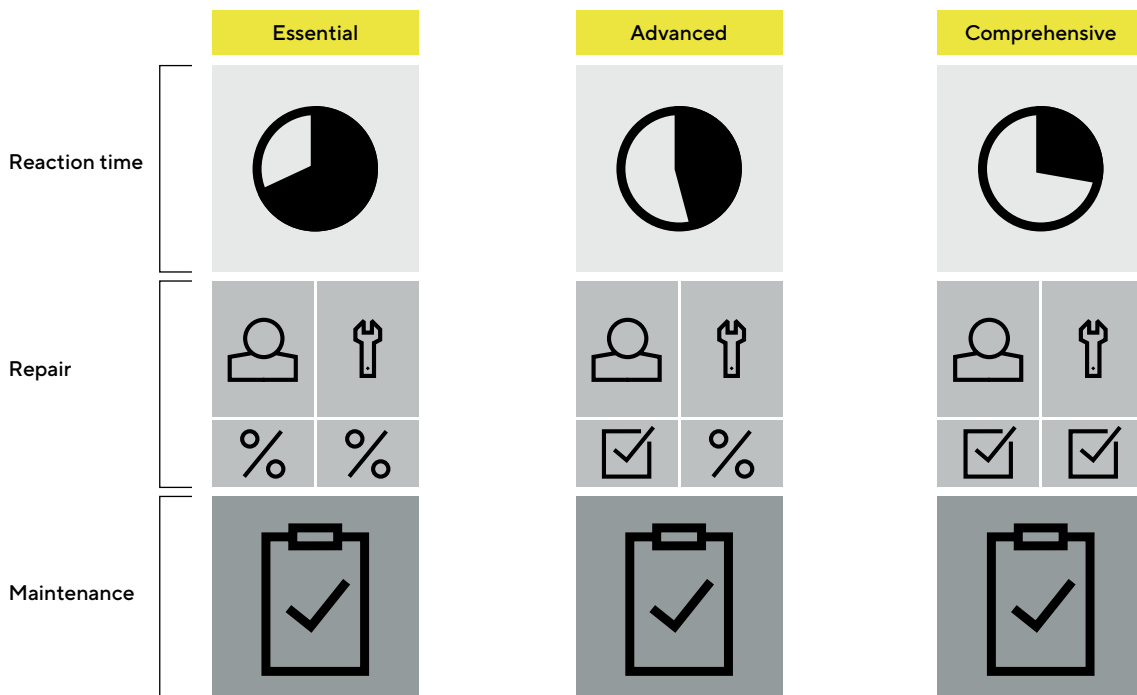 Essential
Advanced
Comprehensive
Reaction time
Repair
% %
%
Maintenance